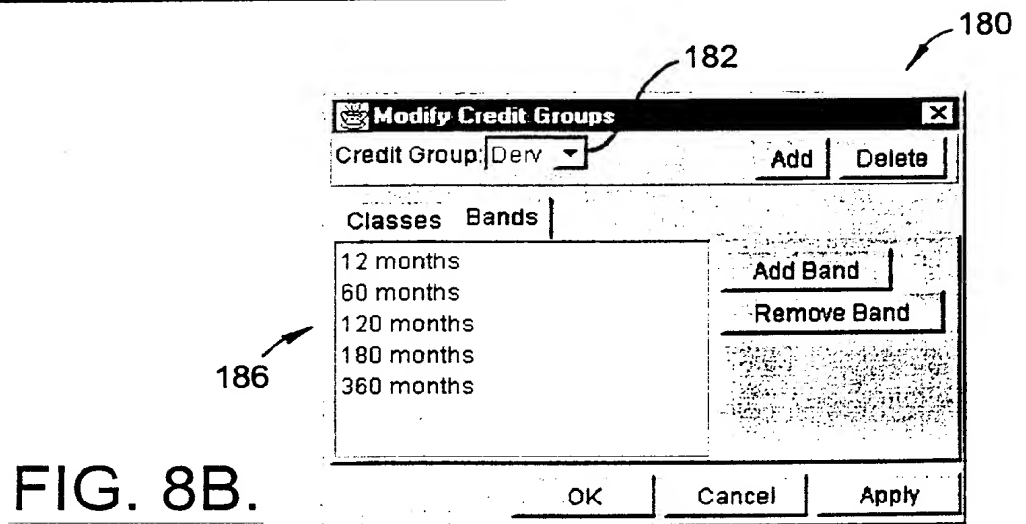 180
182
Modify Credit Groups
Credit Group: Derv Add Delete
Classes Bands
12 months
60 months
120 months
180 months
360 months
Add Band
Remove Band
186
OK Cancel Apply
FIG. 8B.